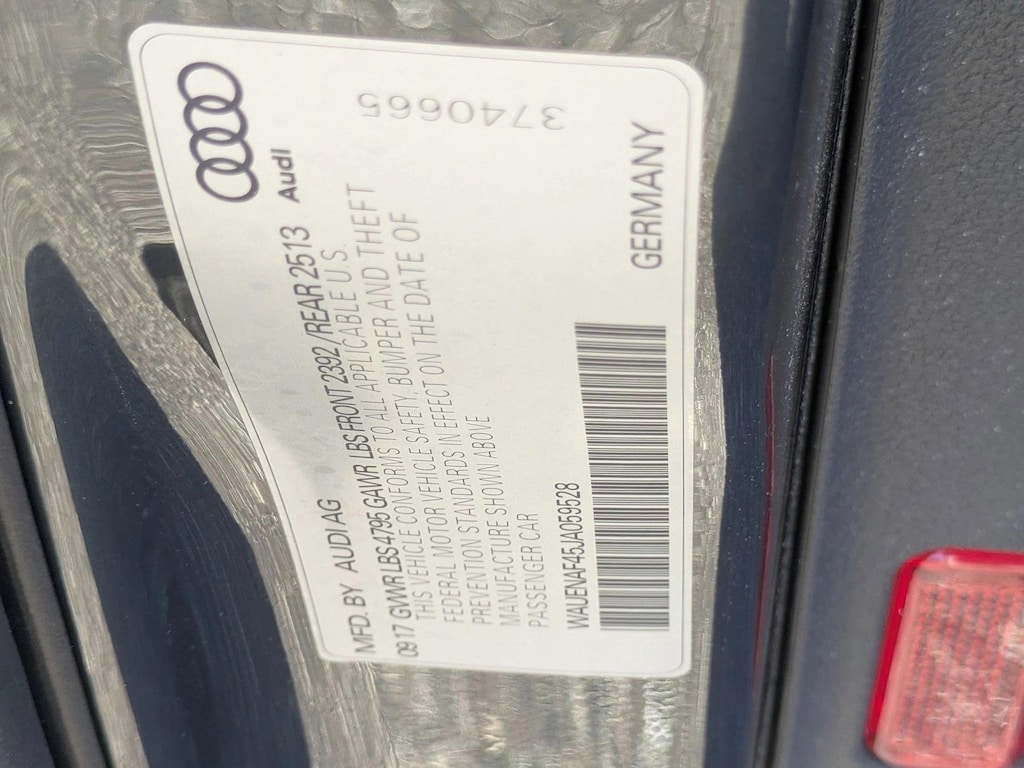 Audi
MFD. BY AUDI AG
0917 GVWR LBS 4795 GAWR LBS FRONT 2392/REAR 2513
THIS VEHICLE CONFORMS TO ALL APPLICABLE U.S.
FEDERAL MOTOR VEHICLE SAFETY, BUMPER AND THEFT
PREVENTION STANDARDS IN EFFECT ON THE DATE OF
MANUFACTURE SHOWN ABOVE
PASSENGER CAR
3740665
WAUENAF45JA059528
GERMANY